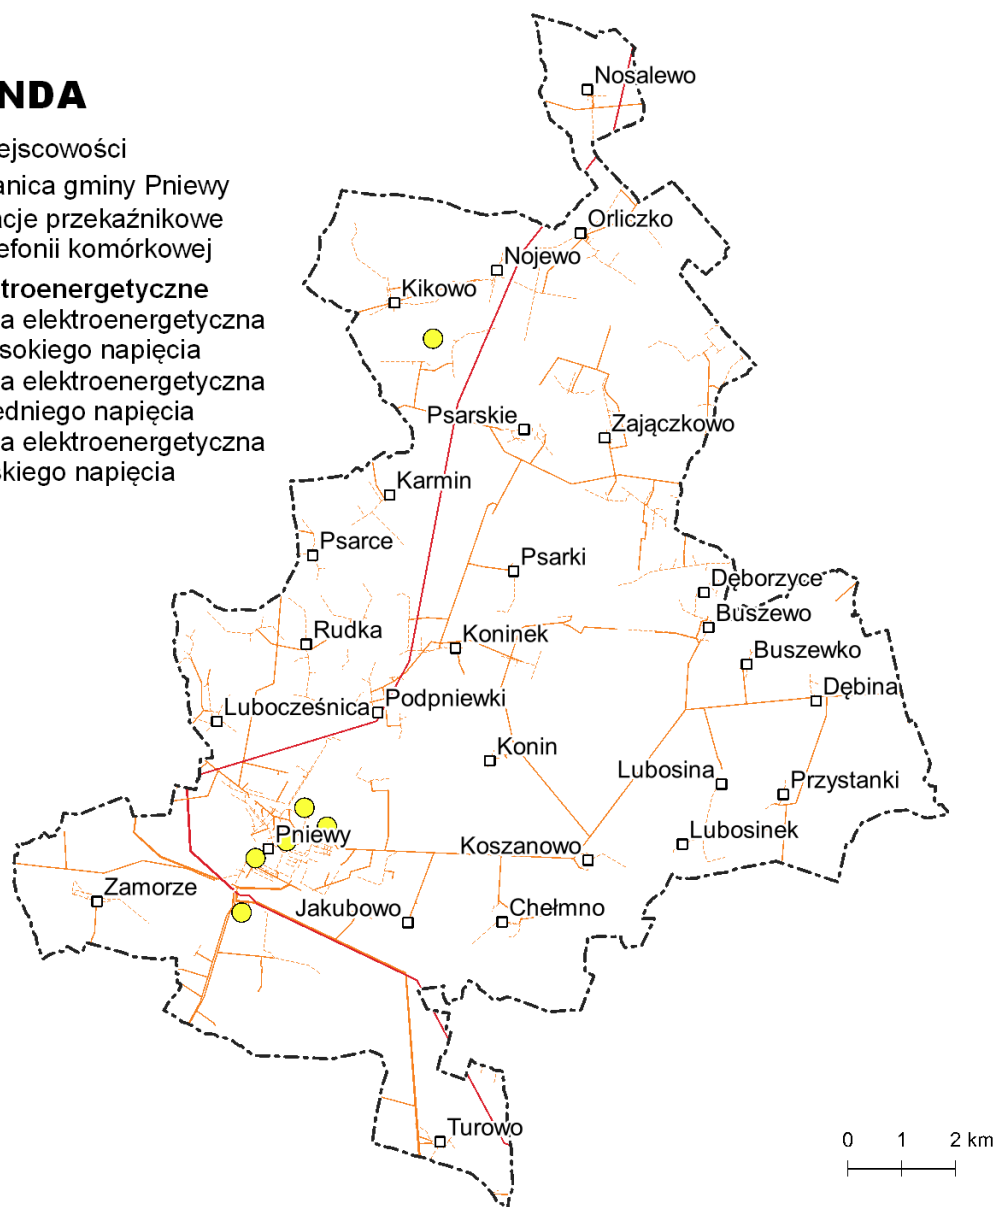 NDA
ejscowości
anica gminy Pniewy
acje przekaźnikowe
efonii komórkowej
troenergetyczne
a elektroenergetyczna
sokiego napięcia
a elektroenergetyczna
edniego napięcia
a elektroenergetyczna
skiego napięcia
Nosalewo
Orliczko
Nojewo
Kikowo
Psarskie
Zajączkowo
Karmin
Psarce
Psarki
Dęborzyce
Buszewo
Rudka
Koninek
Buszewko
Dębina
Podpniewki
Lubocześnica
Konin
Lubosina
Przystanki
Pniewy
Koszanowo
Lubosinek
Zamorze
Jakubowo
Chełmno
Turowo
0 1 2 km